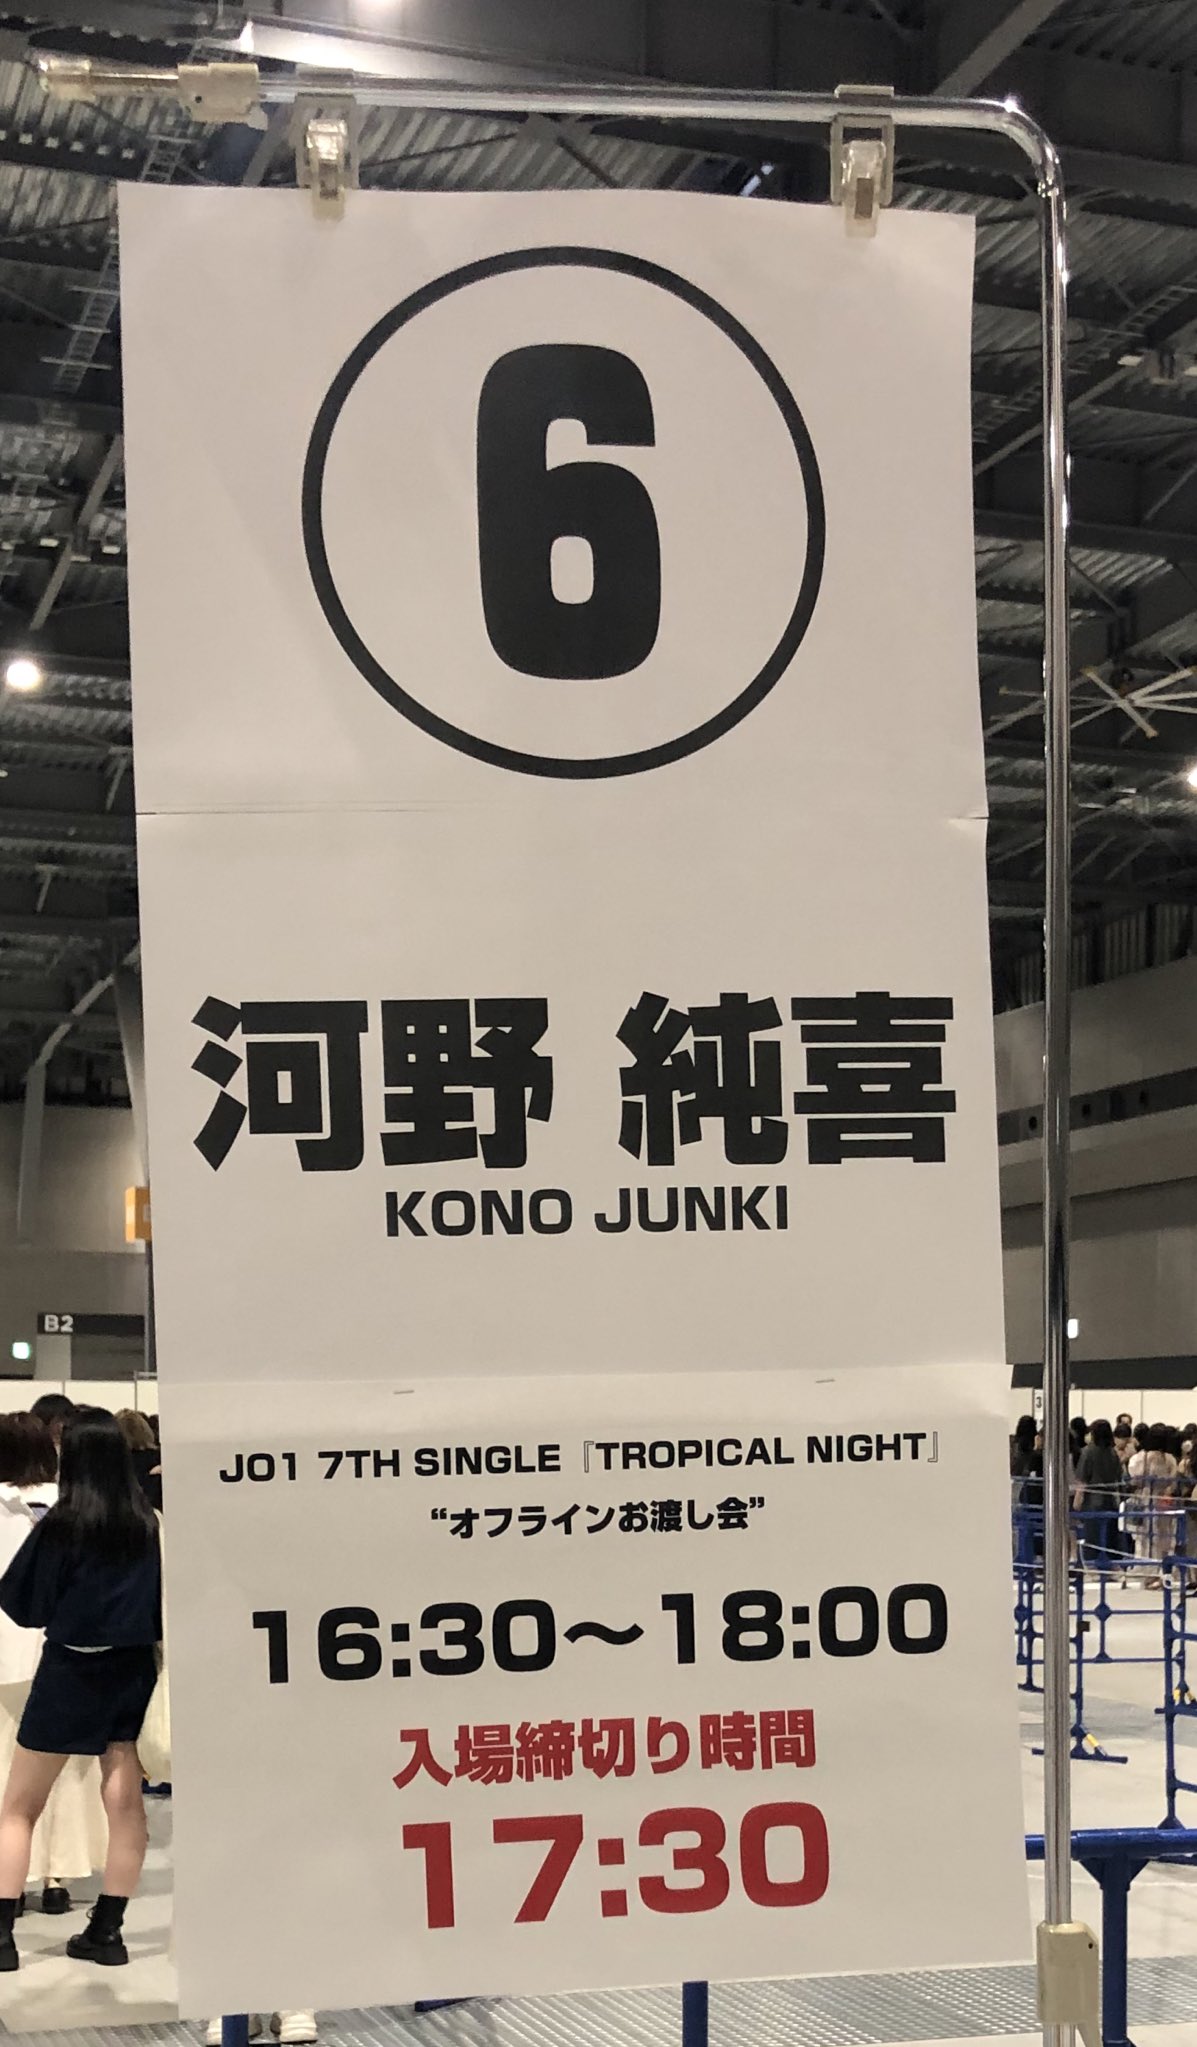 6
河野 純喜
KONO JUNKI
JO1 7TH SINGLE『TROPICAL NIGHT』
“オフラインお渡し会”
16:30～18:00
入場締切り時間
17:30
B2